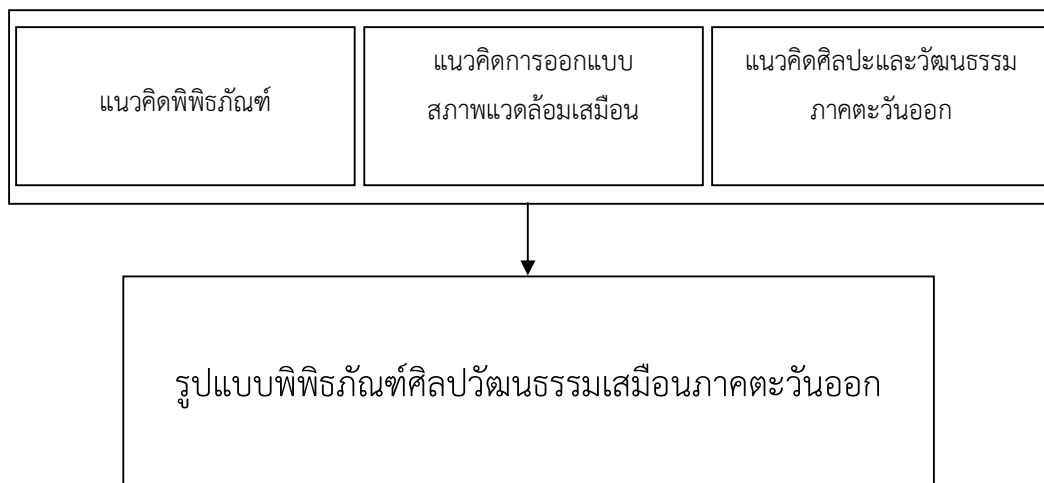 แนวคิดพิพิธภัณฑ์
แนวคิดการออกแบบ
สภาพแวดล้อมเสมือน
แนวคิดศิลปะและวัฒนธรรม
ภาคตะวันออก
รูปแบบพิพิธภัณฑ์ศิลปวัฒนธรรมเสมือนภาคตะวันออก